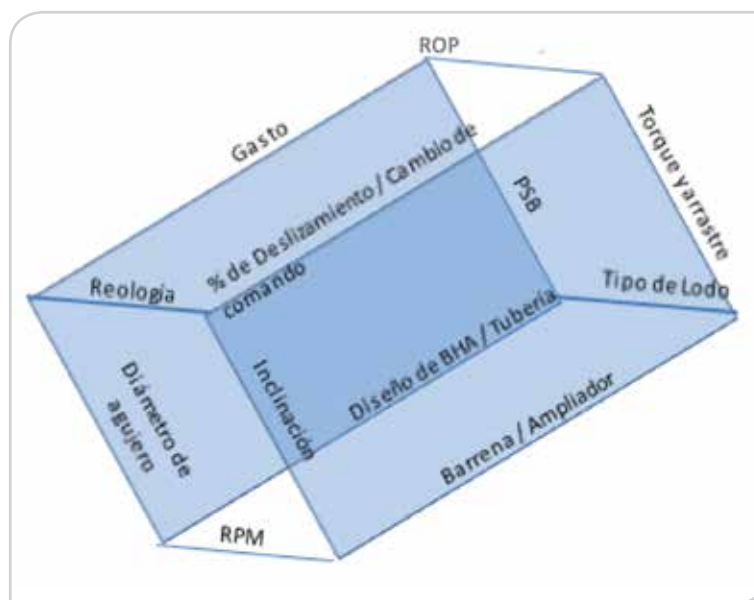 ROP
Gasto
Torque y arrastre
% de Deslizamiento / Cambio de
comando
PSB
Reología
Tipo de Lodo
Diámetro de
agujero
Inclinación
Diseño de BHA / Tubería
Barrena / Ampliador
RPM